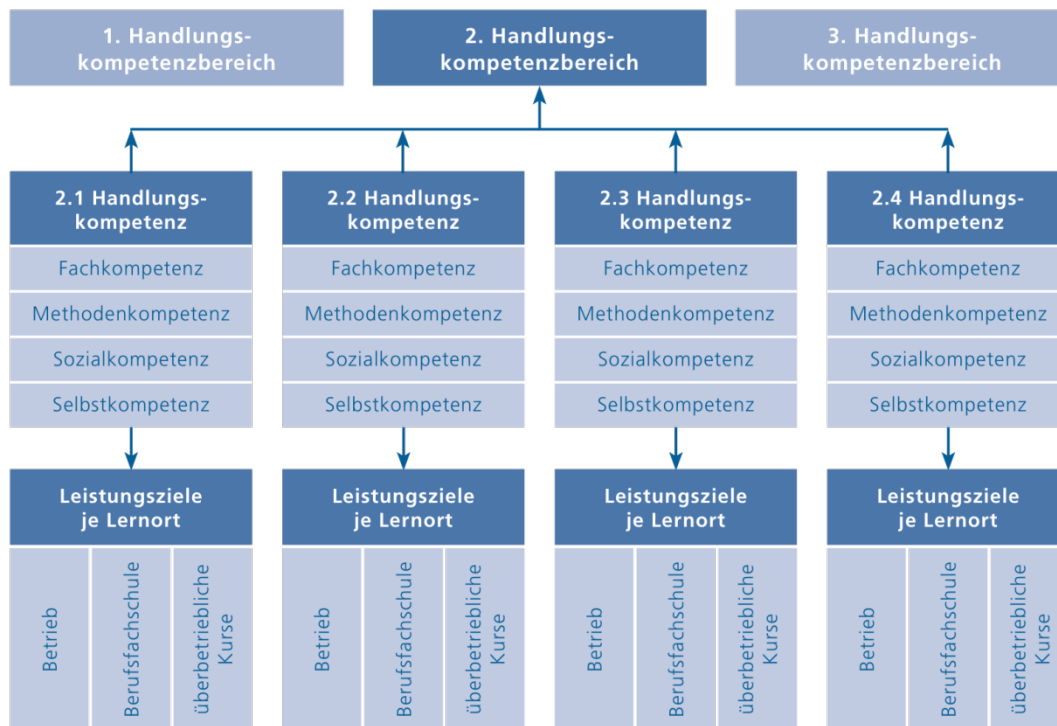 1. Handlungs-
kompetenzbereich
2. Handlungs-
kompetenzbereich
3. Handlungs-
kompetenzbereich
2.1 Handlungs-
kompetenz
2.2 Handlungs-
kompetenz
2.3 Handlungs-
kompetenz
2.4 Handlungs-
kompetenz
Fachkompetenz
Fachkompetenz
Fachkompetenz
Fachkompetenz
Methodenkompetenz
Methodenkompetenz
Methodenkompetenz
Methodenkompetenz
Sozialkompetenz
Sozialkompetenz
Sozialkompetenz
Sozialkompetenz
Selbstkompetenz
Selbstkompetenz
Selbstkompetenz
Selbstkompetenz
Leistungsziele
je Lernort
Leistungsziele
je Lernort
Leistungsziele
je Lernort
Leistungsziele
je Lernort
Betrieb
Berufsfachschule
überbetriebliche
Kurse
Betrieb
Berufsfachschule
überbetriebliche
Kurse
Betrieb
Berufsfachschule
überbetriebliche
Kurse
Betrieb
Berufsfachschule
überbetriebliche
Kurse